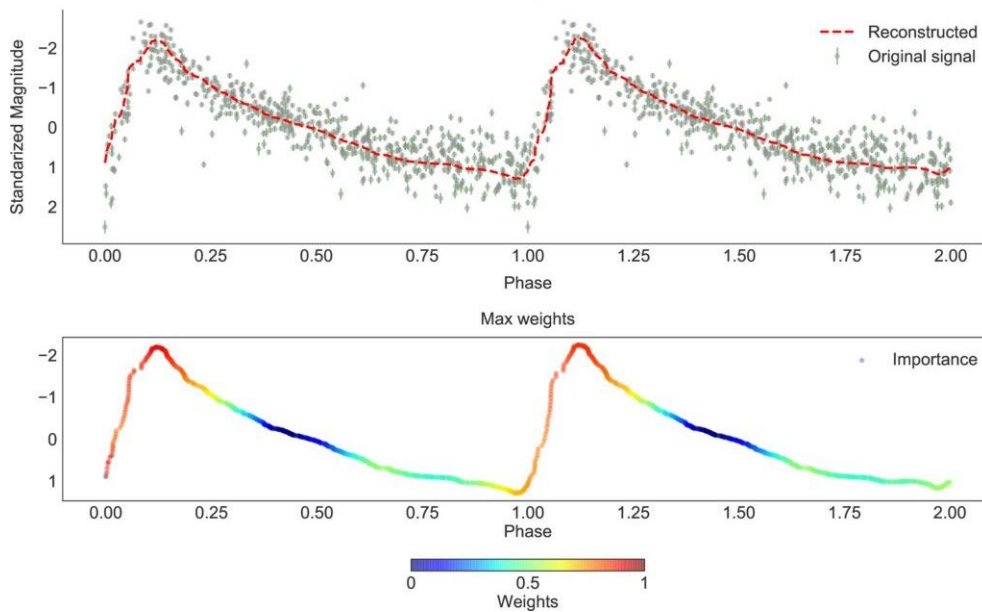 Standarized Magnitude
−2
−1
0
1
2
Reconstructed
Original signal
0.00 0.25 0.50 0.75 1.00 1.25 1.50 1.75 2.00
Phase
Max weights
−2
−1
0
1
Importance
0.00 0.25 0.50 0.75 1.00 1.25 1.50 1.75 2.00
Phase
0 0.5 1
Weights